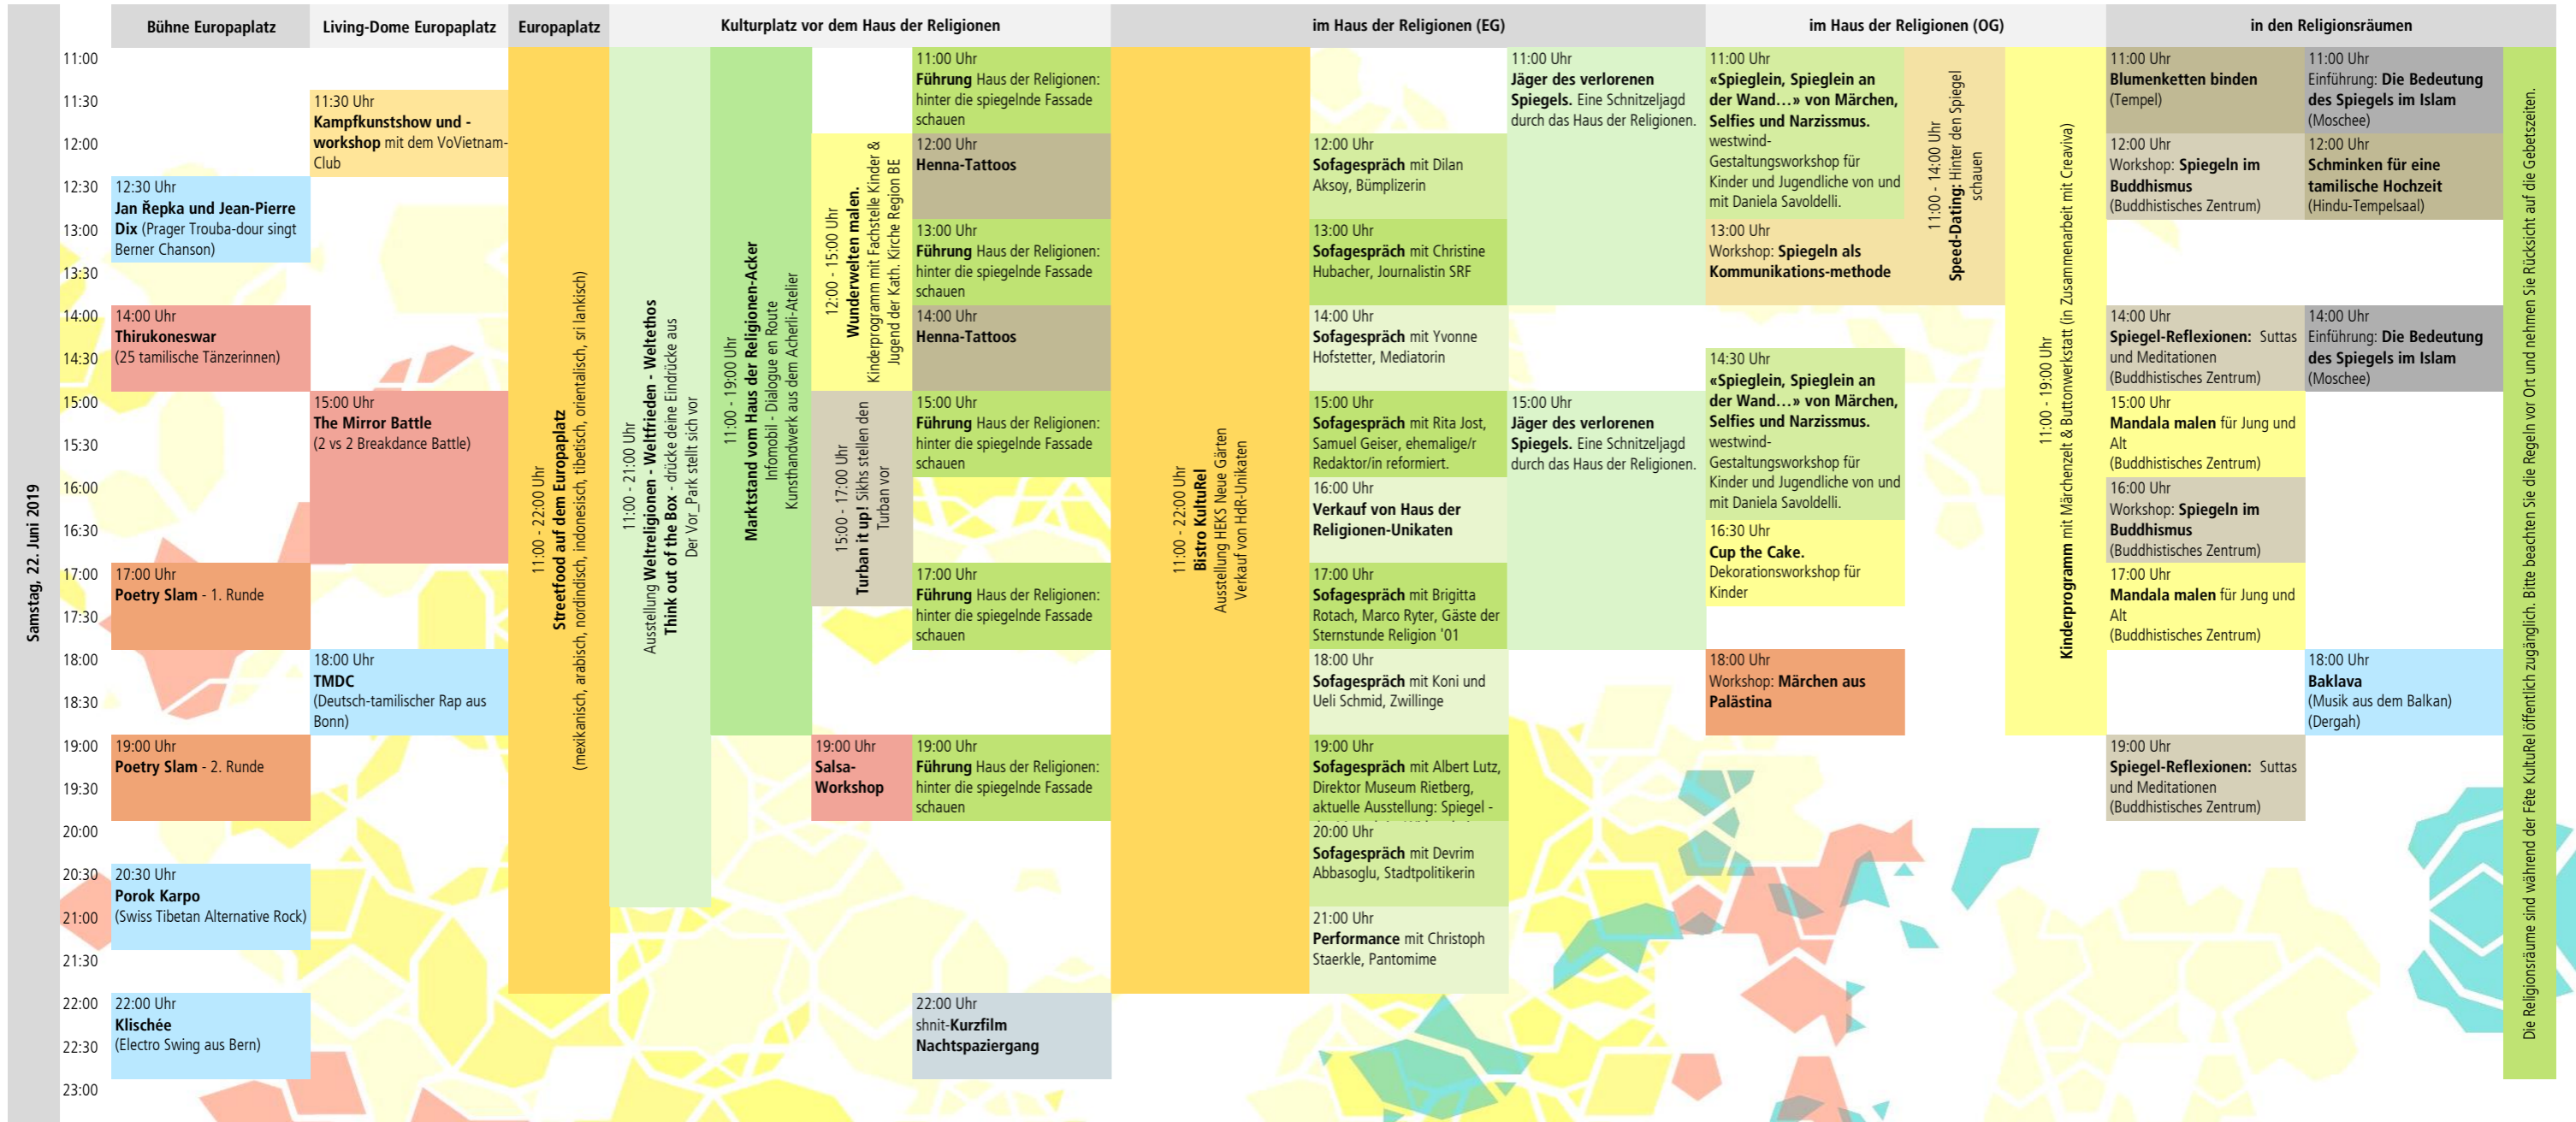 Bühne Europaplatz
Living-Dome Europaplatz
Europaplatz
Kulturplatz vor dem Haus der Religionen
im Haus der Religionen (EG)
im Haus der Religionen (OG)
in den Religionsräumen
Samstag, 22. Juni 2019
11:00
11:30
12:00
12:30
13:00
13:30
14:00
14:30
15:00
15:30
16:00
16:30
17:00
17:30
18:00
18:30
19:00
19:30
20:00
20:30
21:00
21:30
22:00
22:30
23:00
12:30 Uhr
Jan Řepka und Jean-Pierre
Dix (Prager Trouba-dour singt
Berner Chanson)
14:00 Uhr
Thirukoneswar
(25 tamilische Tänzerinnen)
17:00 Uhr
Poetry Slam - 1. Runde
19:00 Uhr
Poetry Slam - 2. Runde
20:30 Uhr
Porok Karpo
(Swiss Tibetan Alternative Rock)
22:00 Uhr
Klischée
(Electro Swing aus Bern)
11:30 Uhr
Kampfkunstshow und -
workshop mit dem VoVietnam-
Club
15:00 Uhr
The Mirror Battle
(2 vs 2 Breakdance Battle)
18:00 Uhr
TMDC
(Deutsch-tamilischer Rap aus
Bonn)
11:00 - 22:00 Uhr
Streetfood auf dem Europaplatz
(mexikanisch, arabisch, nordindisch, indonesisch, tibetisch, orientalisch, sri lankisch)
11:00 - 21:00 Uhr
Ausstellung Weltreligionen - Weltfrieden - Weltethos
Think out of the Box - drücke deine Eindrücke aus
Der Vor_Park stellt sich vor
11:00 - 19:00 Uhr
Marktstand vom Haus der Religionen-Acker
Infomobil - Dialogue en Route
Kunsthandwerk aus dem Acherli-Atelier
12:00 - 15:00 Uhr
Wunderwelten malen.
Kinderprogramm mit Fachstelle Kinder &
Jugend der Kath. Kirche Region BE
15:00 - 17:00 Uhr
Turban it up! Sikhs stellen den
Turban vor
19:00 Uhr
Salsa-
Workshop
11:00 Uhr
Führung Haus der Religionen:
hinter die spiegelnde Fassade
schauen
12:00 Uhr
Henna-Tattoos
13:00 Uhr
Führung Haus der Religionen:
hinter die spiegelnde Fassade
schauen
14:00 Uhr
Henna-Tattoos
15:00 Uhr
Führung Haus der Religionen:
hinter die spiegelnde Fassade
schauen
17:00 Uhr
Führung Haus der Religionen:
hinter die spiegelnde Fassade
schauen
19:00 Uhr
Führung Haus der Religionen:
hinter die spiegelnde Fassade
schauen
22:00 Uhr
shnit-Kurzfilm
Nachtspaziergang
11:00 - 22:00 Uhr
Bistro KultuRel
Ausstellung HEKS Neue Gärten
Verkauf von HdR-Unikaten
12:00 Uhr
Sofagespräch mit Dilan
Aksoy, Bümplizerin
13:00 Uhr
Sofagespräch mit Christine
Hubacher, Journalistin SRF
14:00 Uhr
Sofagespräch mit Yvonne
Hofstetter, Mediatorin
15:00 Uhr
Sofagespräch mit Rita Jost,
Samuel Geiser, ehemalige/r
Redaktor/in reformiert.
16:00 Uhr
Verkauf von Haus der
Religionen-Unikaten
17:00 Uhr
Sofagespräch mit Brigitta
Rotach, Marco Ryter, Gäste der
Sternstunde Religion '01
18:00 Uhr
Sofagespräch mit Koni und
Ueli Schmid, Zwillinge
19:00 Uhr
Sofagespräch mit Albert Lutz,
Direktor Museum Rietberg,
aktuelle Ausstellung: Spiegel -
20:00 Uhr
Sofagespräch mit Devrim
Abbasoglu, Stadtpolitikerin
21:00 Uhr
Performance mit Christoph
Staerkle, Pantomime
11:00 Uhr
Jäger des verlorenen
Spiegels. Eine Schnitzeljagd
durch das Haus der Religionen.
15:00 Uhr
Jäger des verlorenen
Spiegels. Eine Schnitzeljagd
durch das Haus der Religionen.
11:00 Uhr
«Spieglein, Spieglein an
der Wand...» von Märchen,
Selfies und Narzissmus.
westwind-
Gestaltungsworkshop für
Kinder und Jugendliche von und
mit Daniela Savoldelli.
13:00 Uhr
Workshop: Spiegeln als
Kommunikations-methode
14:30 Uhr
«Spieglein, Spieglein an
der Wand...» von Märchen,
Selfies und Narzissmus.
westwind-
Gestaltungsworkshop für
Kinder und Jugendliche von und
mit Daniela Savoldelli.
16:30 Uhr
Cup the Cake.
Dekorationsworkshop für
Kinder
18:00 Uhr
Workshop: Märchen aus
Palästina
11:00 - 14:00 Uhr
Speed-Dating: Hinter den Spiegel
schauen
11:00 - 19:00 Uhr
Kinderprogramm mit Märchenzelt & Buttonwerkstatt (in Zusammenarbeit mit Creaviva)
11:00 Uhr
Blumenketten binden
(Tempel)
12:00 Uhr
Workshop: Spiegeln im
Buddhismus
(Buddhistisches Zentrum)
14:00 Uhr
Spiegel-Reflexionen: Suttas
und Meditationen
(Buddhistisches Zentrum)
15:00 Uhr
Mandala malen für Jung und
Alt
(Buddhistisches Zentrum)
16:00 Uhr
Workshop: Spiegeln im
Buddhismus
(Buddhistisches Zentrum)
17:00 Uhr
Mandala malen für Jung und
Alt
(Buddhistisches Zentrum)
19:00 Uhr
Spiegel-Reflexionen: Suttas
und Meditationen
(Buddhistisches Zentrum)
11:00 Uhr
Einführung: Die Bedeutung
des Spiegels im Islam
(Moschee)
12:00 Uhr
Schminken für eine
tamilische Hochzeit
(Hindu-Tempelsaal)
14:00 Uhr
Einführung: Die Bedeutung
des Spiegels im Islam
(Moschee)
18:00 Uhr
Baklava
(Musik aus dem Balkan)
(Dergah)
Die Religionsräume sind während der Fête KultuRel öffentlich zugänglich. Bitte beachten Sie die Regeln vor Ort und nehmen Sie Rücksicht auf die Gebetszeiten.